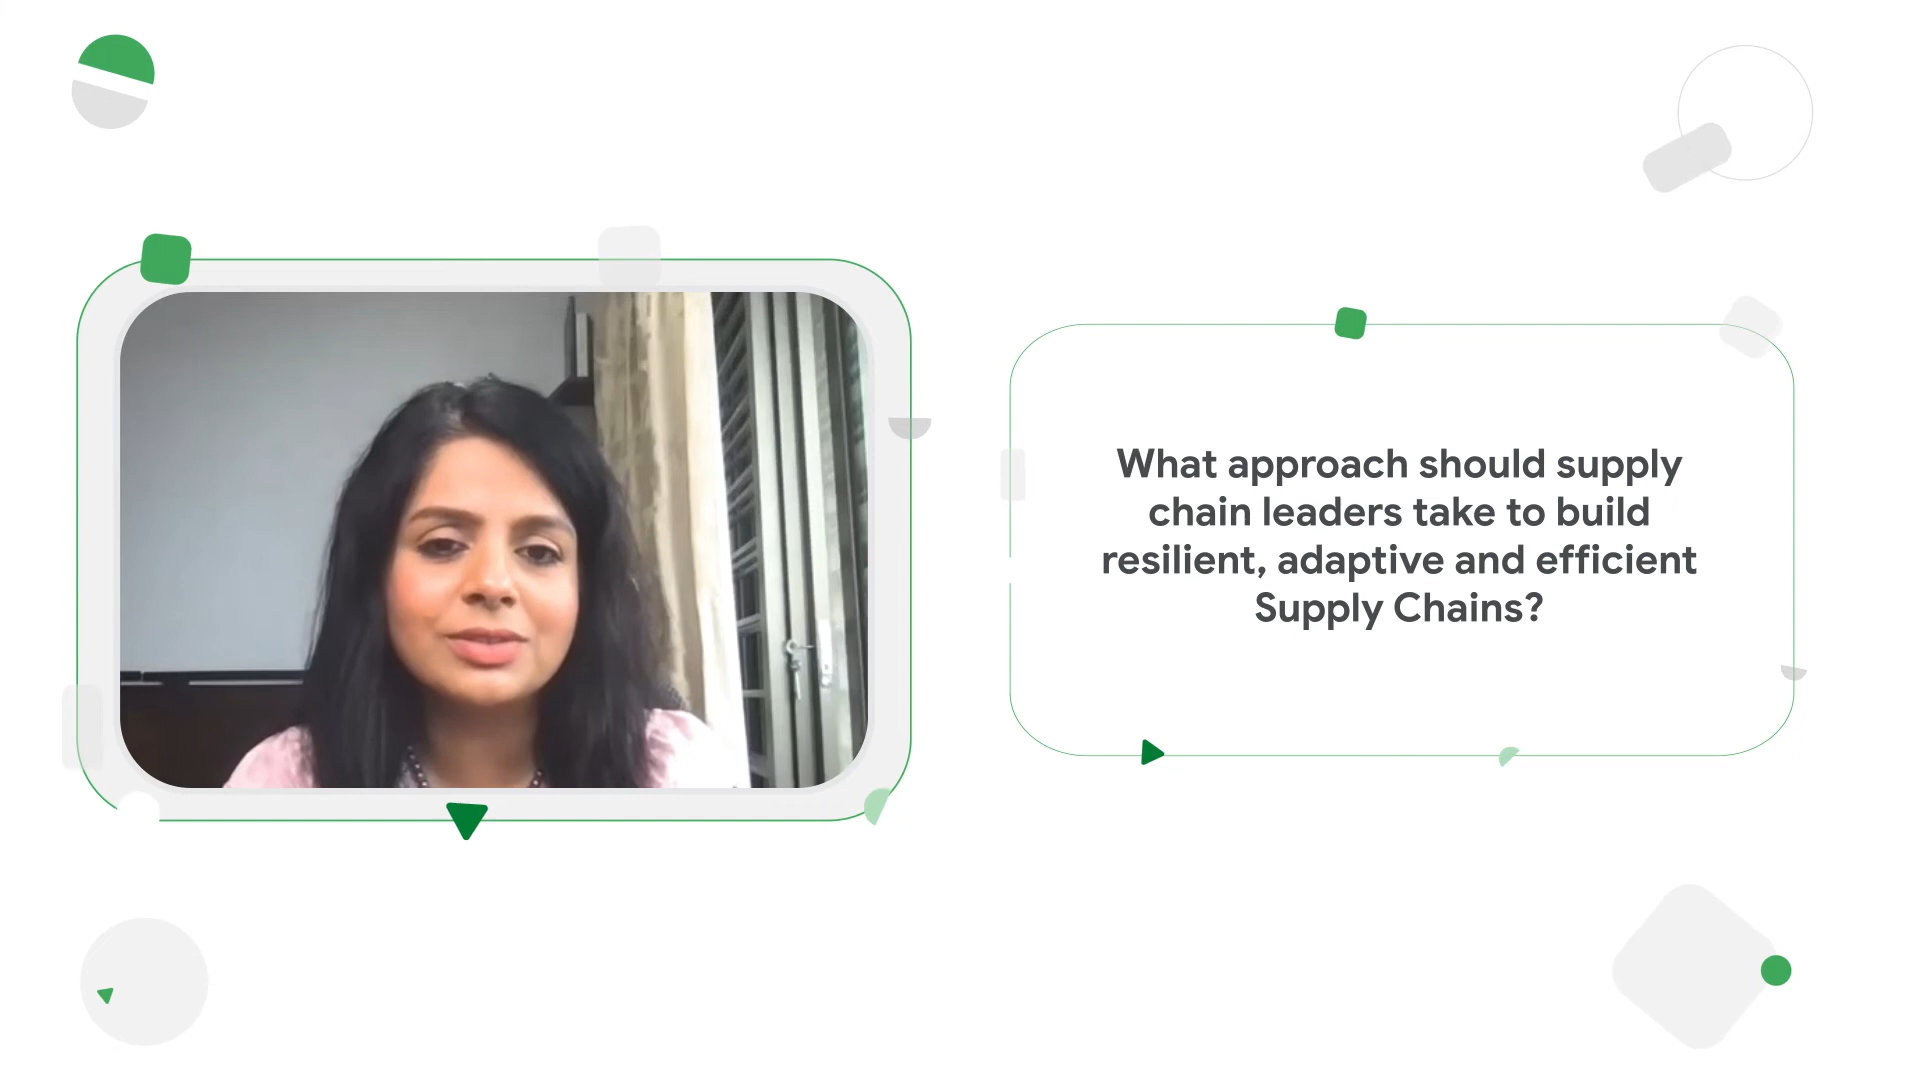 What approach should supply
chain leaders take to build
resilient, adaptive and efficient
Supply Chains?